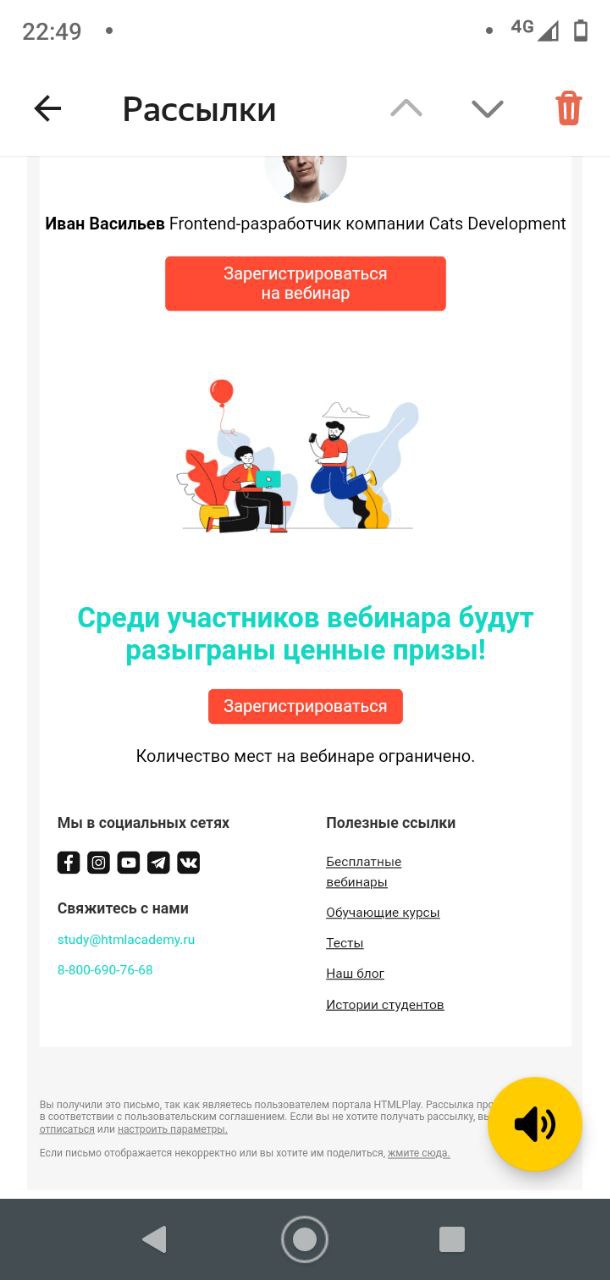 22:49
4G
Рассылки
Иван Васильев Frontend-разработчик компании Cats Development
Зарегистрироваться
на вебинар
Среди участников вебинара будут
разыграны ценные призы!
Зарегистрироваться
Количество мест на вебинаре ограничено.
Мы в социальных сетях
Свяжитесь с нами
study@htmlacademy.ru
8-800-690-76-68
Полезные ссылки
Бесплатные
вебинары
Обучающие курсы
Тесты
Наш блог
Истории студентов
Вы получили это письмо, так как являетесь пользователем портала HTMLPlay. Рассылка
в соответствии с пользовательским соглашением. Если вы не хотите получать рассылку, вы
отписаться или настроить параметры.
Если письмо отображается некорректно или вы хотите им поделиться, жмите сюда.